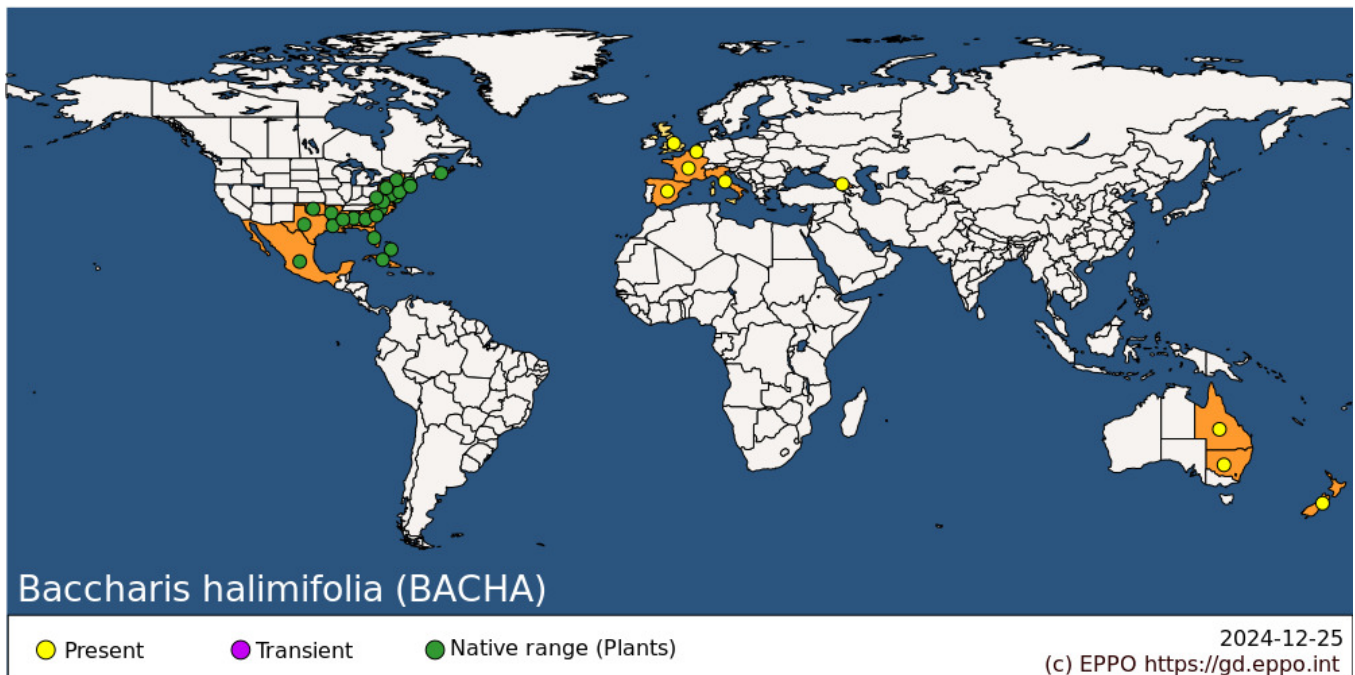 Baccharis halimifolia (BACHA)
Present
Transient
Native range (Plants)
2024-12-25
(c) EPPO https://gd.eppo.int